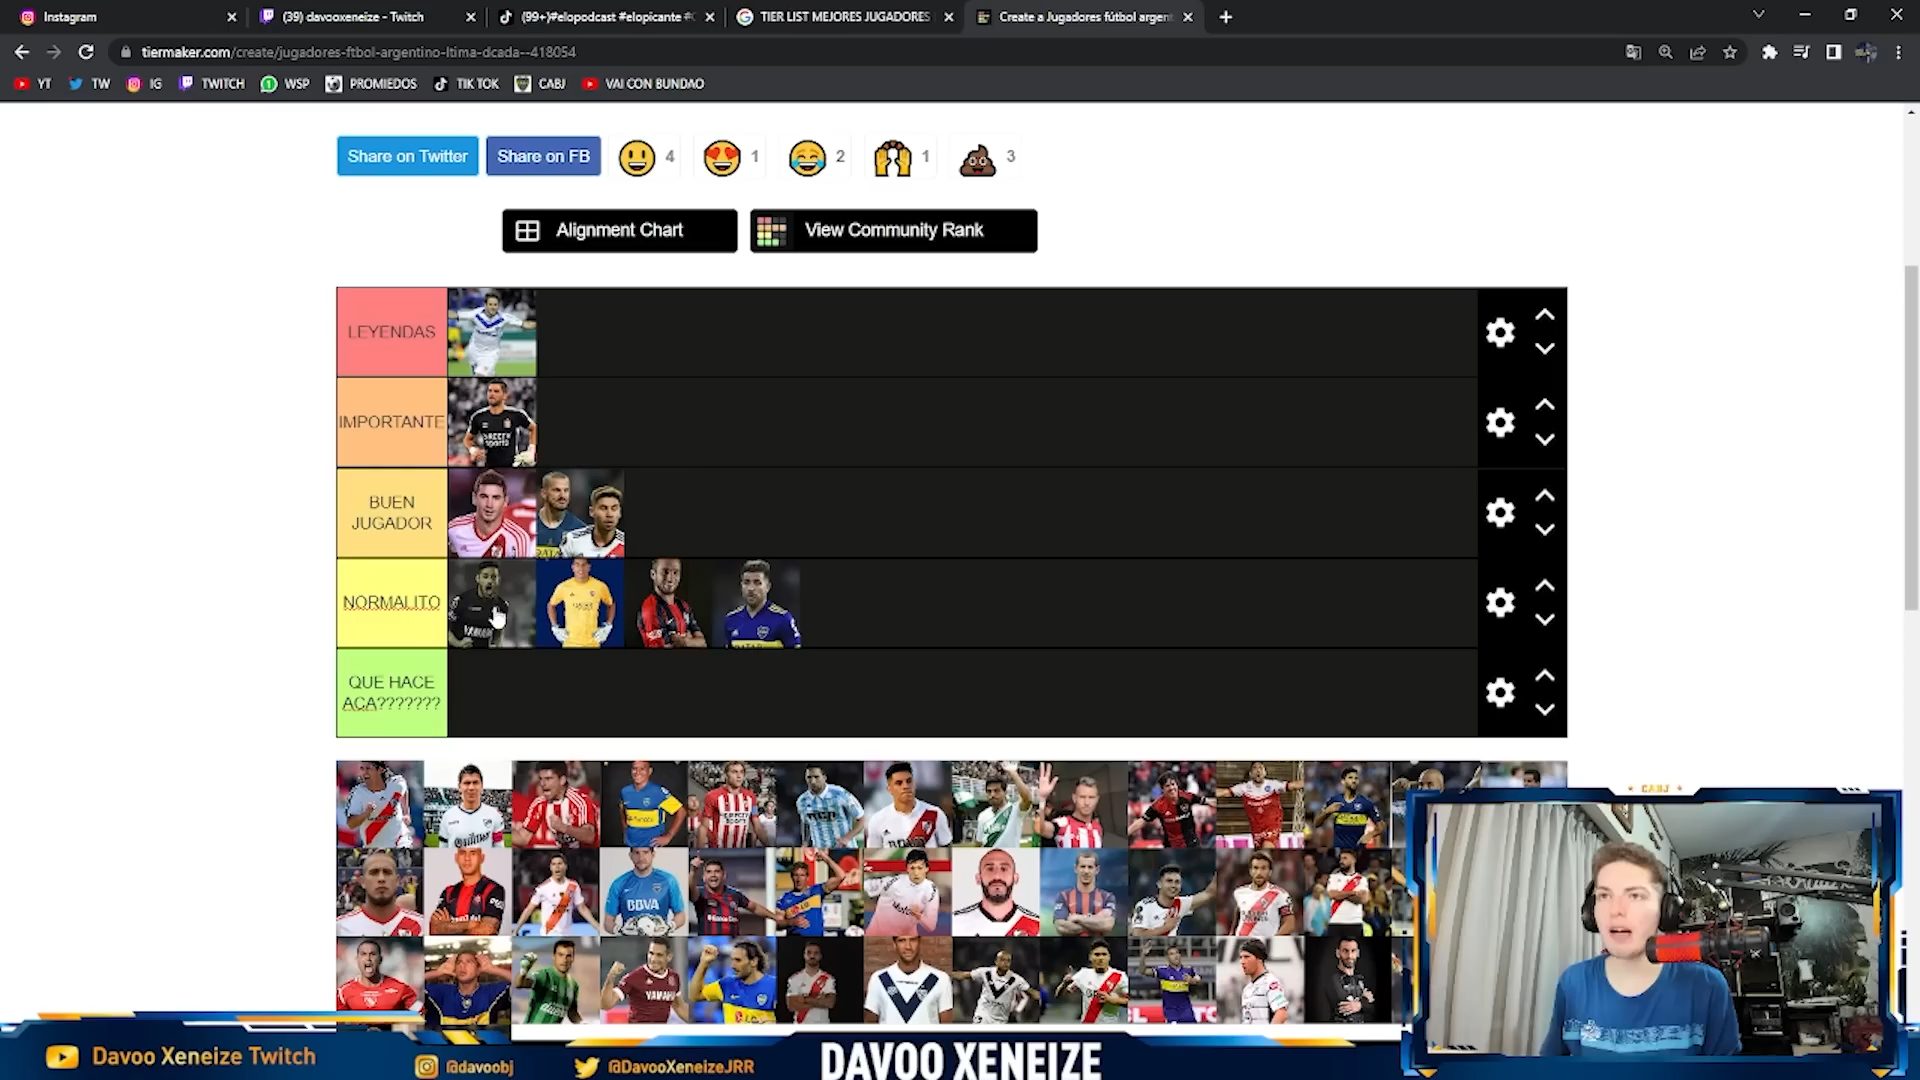 Instagram
(39) davooxeneize - Twitch
(99+)#elopodcast #elopicante #
TIER LIST MEJORES JUGADORES
Create a Jugadores fútbol argen
tiermaker.com/create/jugadores-ftbol-argentino-ltima-dcada--418054
YT
TW
IG
TWITCH
WSP
PROMIEDOS
TIK TOK
CABJ
VAI CON BUNDAO
Share on Twitter
Share on FB
4
1
2
1
3
Alignment Chart
View Community Rank
LEYENDAS
IMPORTANTE
BUEN
JUGADOR
NORMALITO
QUE HACE
ACA???????
BBVA
YAMAHA
CABJ
Davoo Xeneize Twitch
@davoobj
@DavooXeneizeJRR
DAVOO XENEIZE